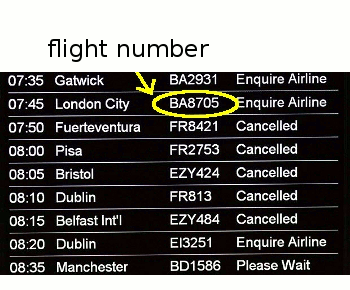 flight number
07:35 Gatwick BA2931 Enquire Airline
07:45 London City BA8705 Enquire Airline
07:50 Fuerteventura FR8421 Cancelled
08:00 Pisa FR2753 Cancelled
08:05 Bristol EZY424 Cancelled
08:10 Dublin FR813 Cancelled
08:15 Belfast Int'l EZY484 Cancelled
08:20 Dublin EI3251 Enquire Airline
08:35 Manchester BD1586 Please Wait